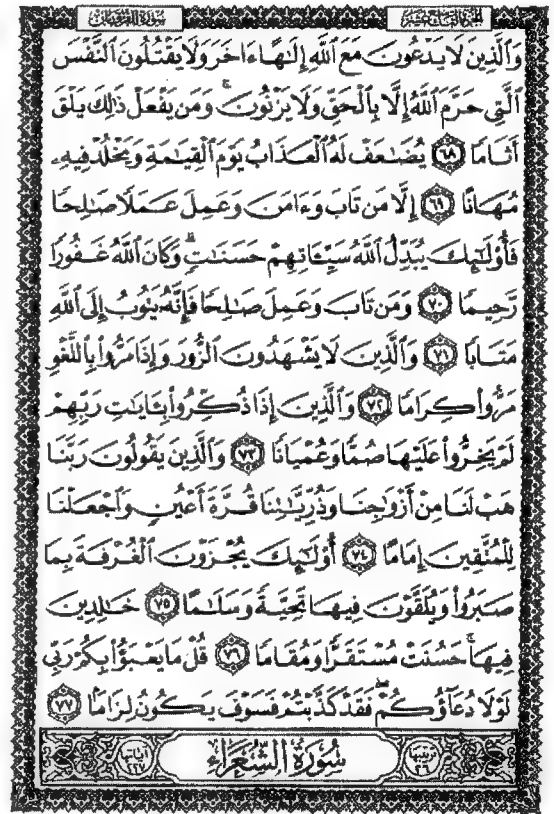 الجزء التاسع عشر
سورة الفرقان
وَٱلَّذِينَ لَا يَدْعُونَ مَعَ ٱللَّهِ إِلَٰهًا ءَاخَرَ وَلَا يَقْتُلُونَ ٱلنَّفْسَ
ٱلَّتِي حَرَّمَ ٱللَّهُ إِلَّا بِٱلْحَقِّ وَلَا يَزْنُونَ ۚ وَمَن يَفْعَلْ ذَٰلِكَ يَلْقَ
أَثَامًا ٦٨ يُضَٰعَفْ لَهُ ٱلْعَذَابُ يَوْمَ ٱلْقِيَٰمَةِ وَيَخْلُدْ فِيهِۦ
مُهَانًا ٦٩ إِلَّا مَن تَابَ وَءَامَنَ وَعَمِلَ عَمَلًا صَٰلِحًا
فَأُو۟لَٰٓئِكَ يُبَدِّلُ ٱللَّهُ سَيِّـَٔاتِهِمْ حَسَنَٰتٍ ۗ وَكَانَ ٱللَّهُ غَفُورًا
رَّحِيمًا ٧٠ وَمَن تَابَ وَعَمِلَ صَٰلِحًا فَإِنَّهُۥ يَتُوبُ إِلَى ٱللَّهِ
مَتَابًا ٧١ وَٱلَّذِينَ لَا يَشْهَدُونَ ٱلزُّورَ وَإِذَا مَرُّوا۟ بِٱللَّغْوِ
مَرُّوا۟ كِرَامًا ٧٢ وَٱلَّذِينَ إِذَا ذُكِّرُوا۟ بِـَٔايَٰتِ رَبِّهِمْ
لَمْ يَخِرُّوا۟ عَلَيْهَا صُمًّا وَعُمْيَانًا ٧٣ وَٱلَّذِينَ يَقُولُونَ رَبَّنَا
هَبْ لَنَا مِنْ أَزْوَٰجِنَا وَذُرِّيَّٰتِنَا قُرَّةَ أَعْيُنٍ وَٱجْعَلْنَا
لِلْمُتَّقِينَ إِمَامًا ٧٤ أُو۟لَٰٓئِكَ يُجْزَوْنَ ٱلْغُرْفَةَ بِمَا
صَبَرُوا۟ وَيُلَقَّوْنَ فِيهَا تَحِيَّةً وَسَلَٰمًا ٧٥ خَٰلِدِينَ
فِيهَا ۚ حَسُنَتْ مُسْتَقَرًّا وَمُقَامًا ٧٦ قُلْ مَا يَعْبَؤُا۟ بِكُمْ رَبِّي
لَوْلَا دُعَآؤُكُمْ ۖ فَقَدْ كَذَّبْتُمْ فَسَوْفَ يَكُونُ لِزَامًۢا ٧٧
ترتيبها ٢٦ سُورَةُ الشُّعَرَاءِ آياتها ٢٢٧